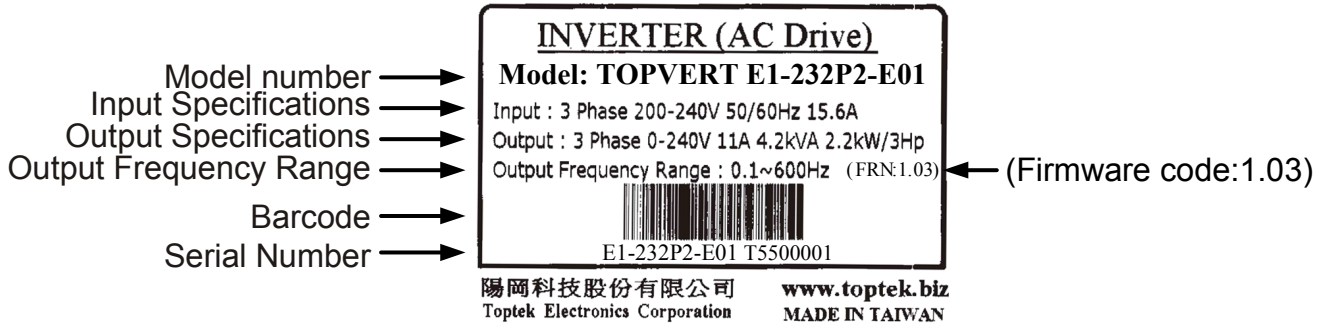 INVERTER (AC Drive)
Model number
Model: TOPVERT E1-232P2-E01
Input Specifications
Input : 3 Phase 200-240V 50/60Hz 15.6A
Output Specifications
Output : 3 Phase 0-240V 11A 4.2kVA 2.2kW/3Hp
Output Frequency Range
Output Frequency Range : 0.1~600Hz (FRN:1.03)
(Firmware code:1.03)
Barcode
Serial Number
E1-232P2-E01 T5500001
陽岡科技股份有限公司 www.toptek.biz
Toptek Electronics Corporation MADE IN TAIWAN